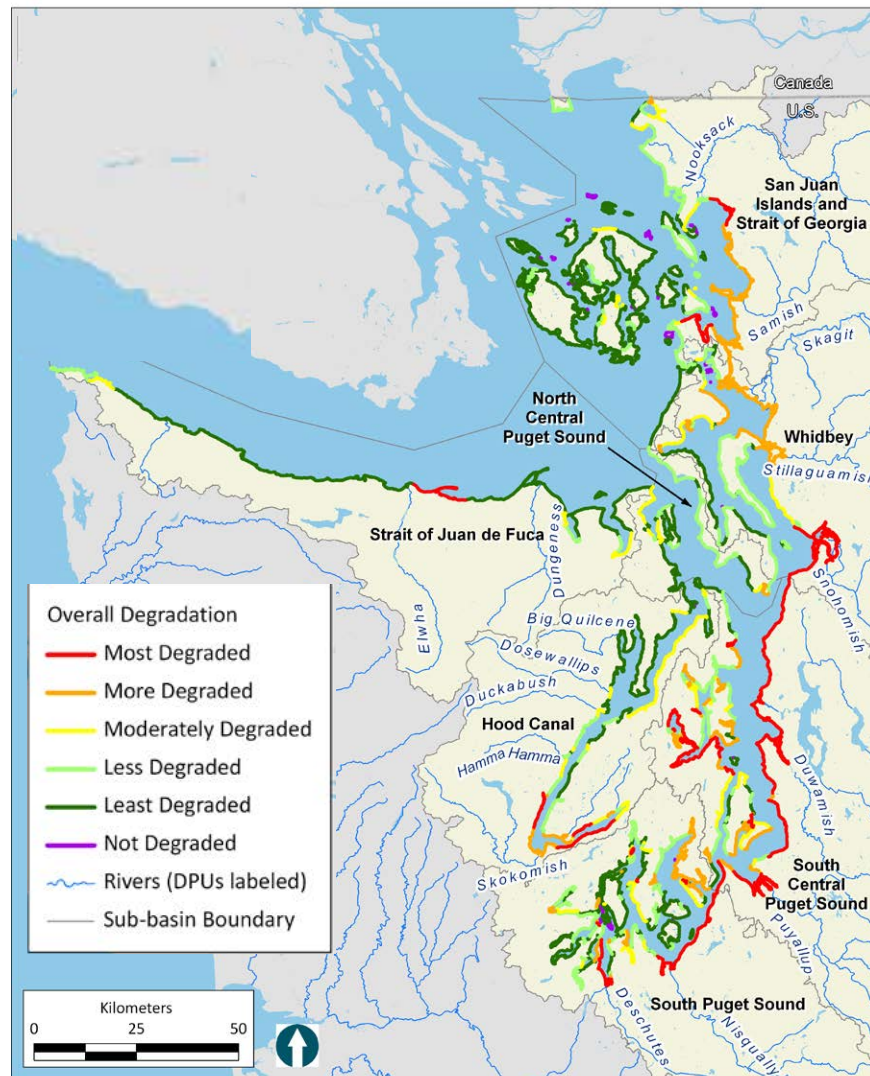 Canada
U.S.
Nooksack
San Juan
Islands and
Strait of Georgia
Samish
Skagit
North
Central
Puget Sound
Whidbey
Stillaguamish
Strait of Juan de Fuca
Dungeness
Elwha
Snohomish
Big Quilcene
Dosewallips
Duckabush
Hood Canal
Hamma Hamma
Duwamish
Skokomish
South
Central
Puget Sound
Puyallup
South Puget Sound
Deschutes
Nisqually
Overall Degradation
Most Degraded
More Degraded
Moderately Degraded
Less Degraded
Least Degraded
Not Degraded
Rivers (DPUs labeled)
Sub-basin Boundary
Kilometers
0 25 50